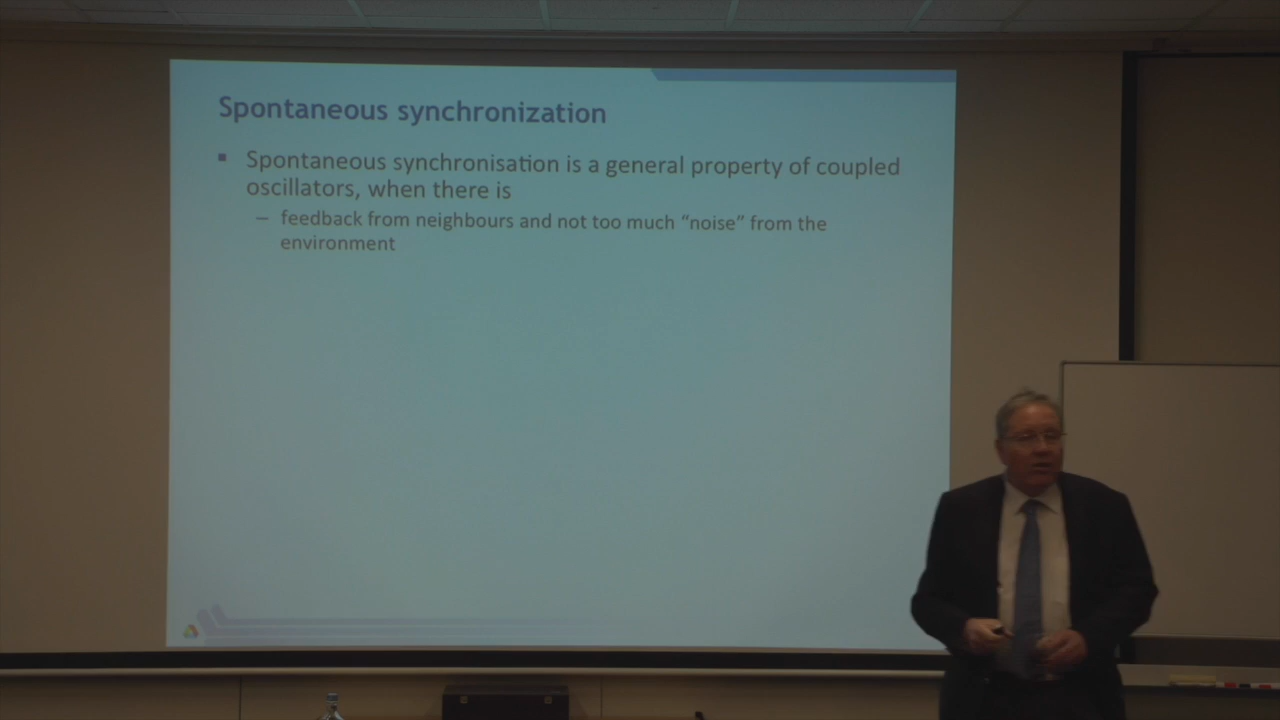 Spontaneous synchronization
▪ Spontaneous synchronisation is a general property of coupled
oscillators, when there is
– feedback from neighbours and not too much “noise” from the
environment